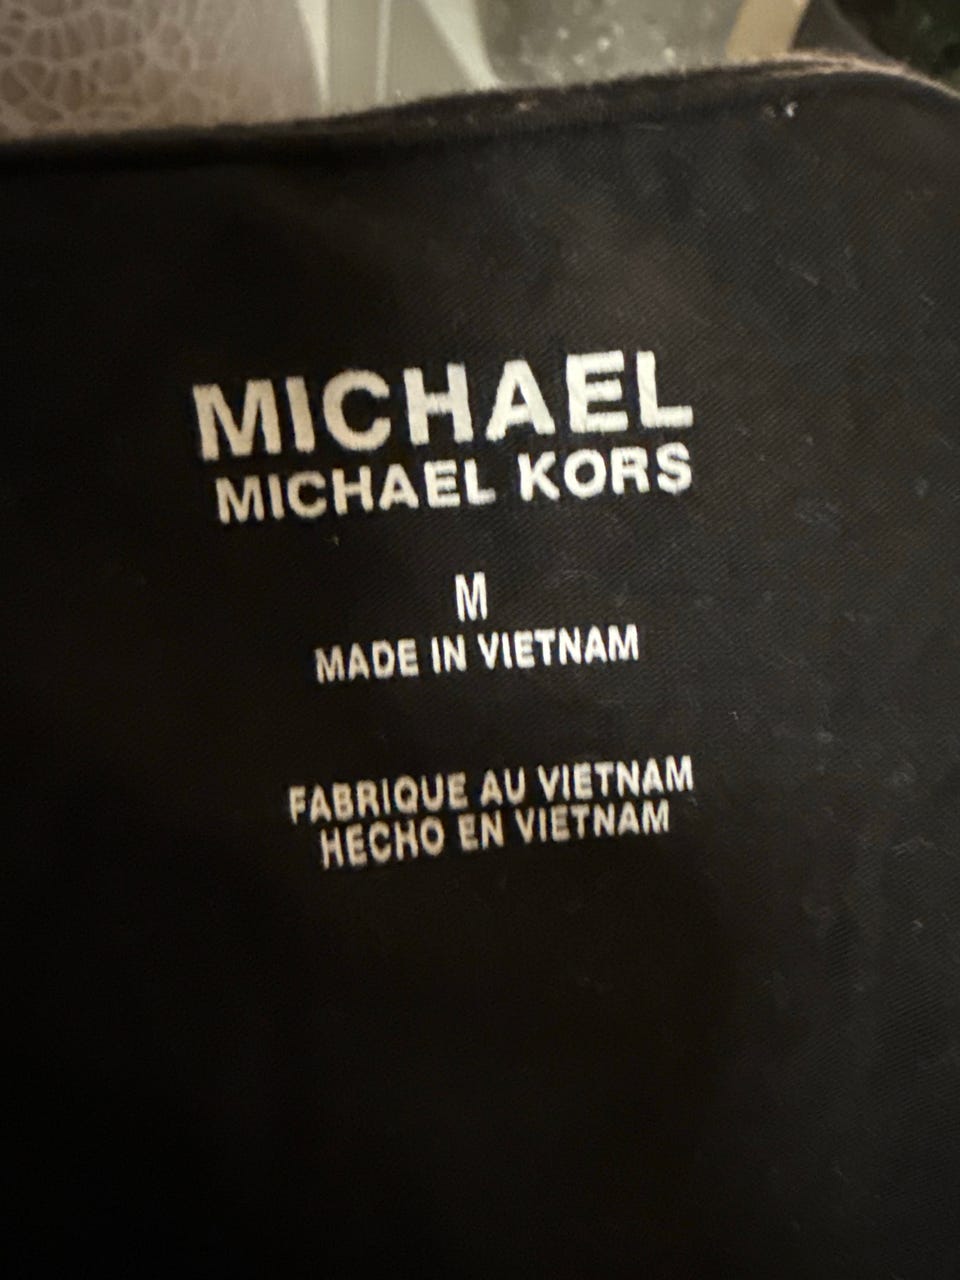 MICHAEL
MICHAEL KORS
M
MADE IN VIETNAM
FABRIQUE AU VIETNAM
HECHO EN VIETNAM